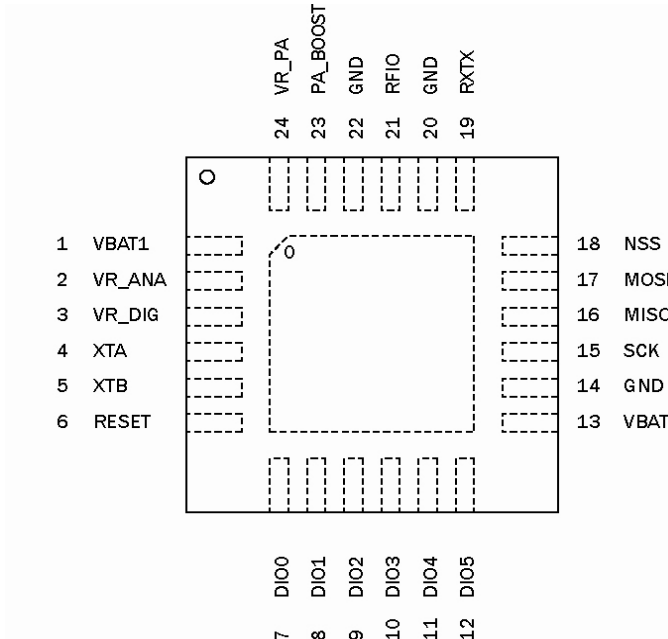 24 VR_PA
23 PA_BOOST
22 GND
21 RFIO
20 GND
19 RXTX
1 VBAT1
2 VR_ANA
3 VR_DIG
4 XTA
5 XTB
6 RESET
0
18 NSS
17 MOSI
16 MISO
15 SCK
14 GND
13 VBAT
7 DIO0
8 DIO1
9 DIO2
10 DIO3
11 DIO4
12 DIO5